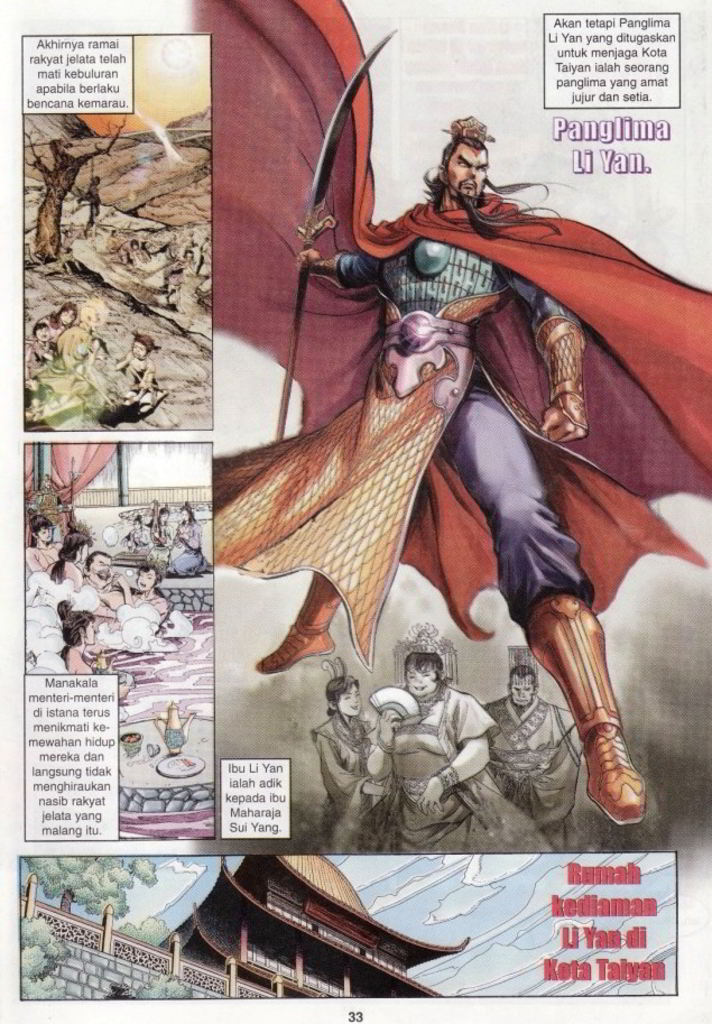 Akhirnya ramai
rakyat jelata telah
mati kebuluran
apabila berlaku
bencana kemarau.
Akan tetapi Panglima
Li Yan yang ditugaskan
untuk menjaga Kota
Taiyan ialah seorang
panglima yang amat
jujur dan setia.
Panglima
Li Yan.
Manakala
menteri-menteri
di istana terus
menikmati ke-
mewahan hidup
dan langsung tidak
menghiraukan
nasib rakyat
jelata yang
malang itu.
Ibu Li Yan
ialah adik
kepada ibu
Maharaja
Sui Yang.
Rumah
kediaman
Li Yan di
Kota Taiyan
33